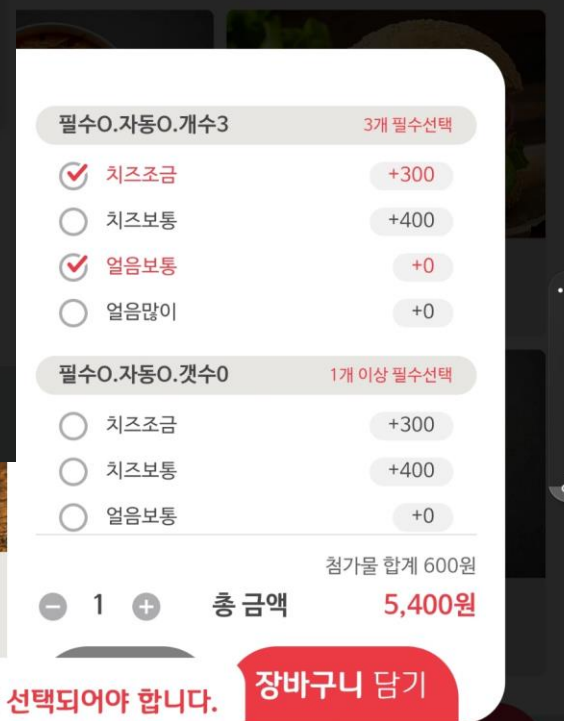 필수O.자동O.개수3 3개 필수선택
치즈조금 +300
치즈보통 +400
얼음보통 +0
얼음많이 +0
필수O.자동O.갯수0 1개 이상 필수선택
치즈조금 +300
치즈보통 +400
얼음보통 +0
첨가물 합계 600원
1 총 금액 5,400원
선택되어야 합니다. 장바구니 담기